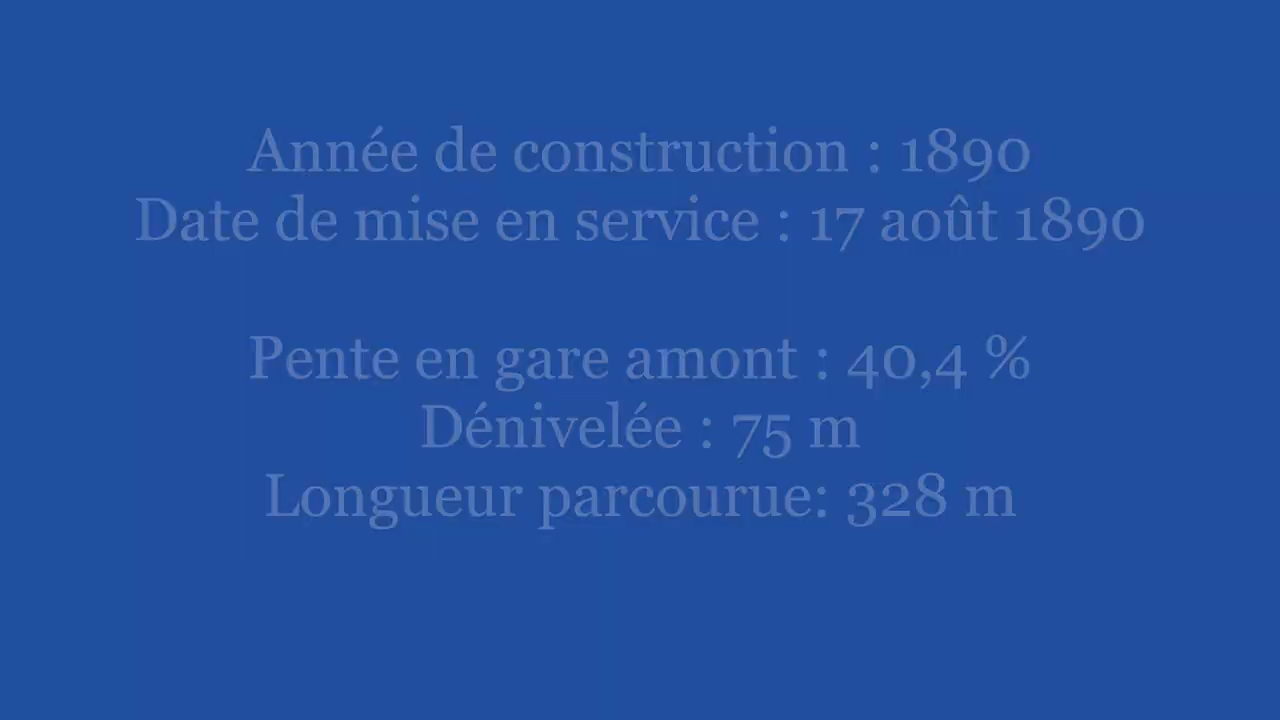 Année de construction : 1890
Date de mise en service : 17 août 1890
Pente en gare amont : 40,4 %
Dénivelée : 75 m
Longueur parcourue: 328 m